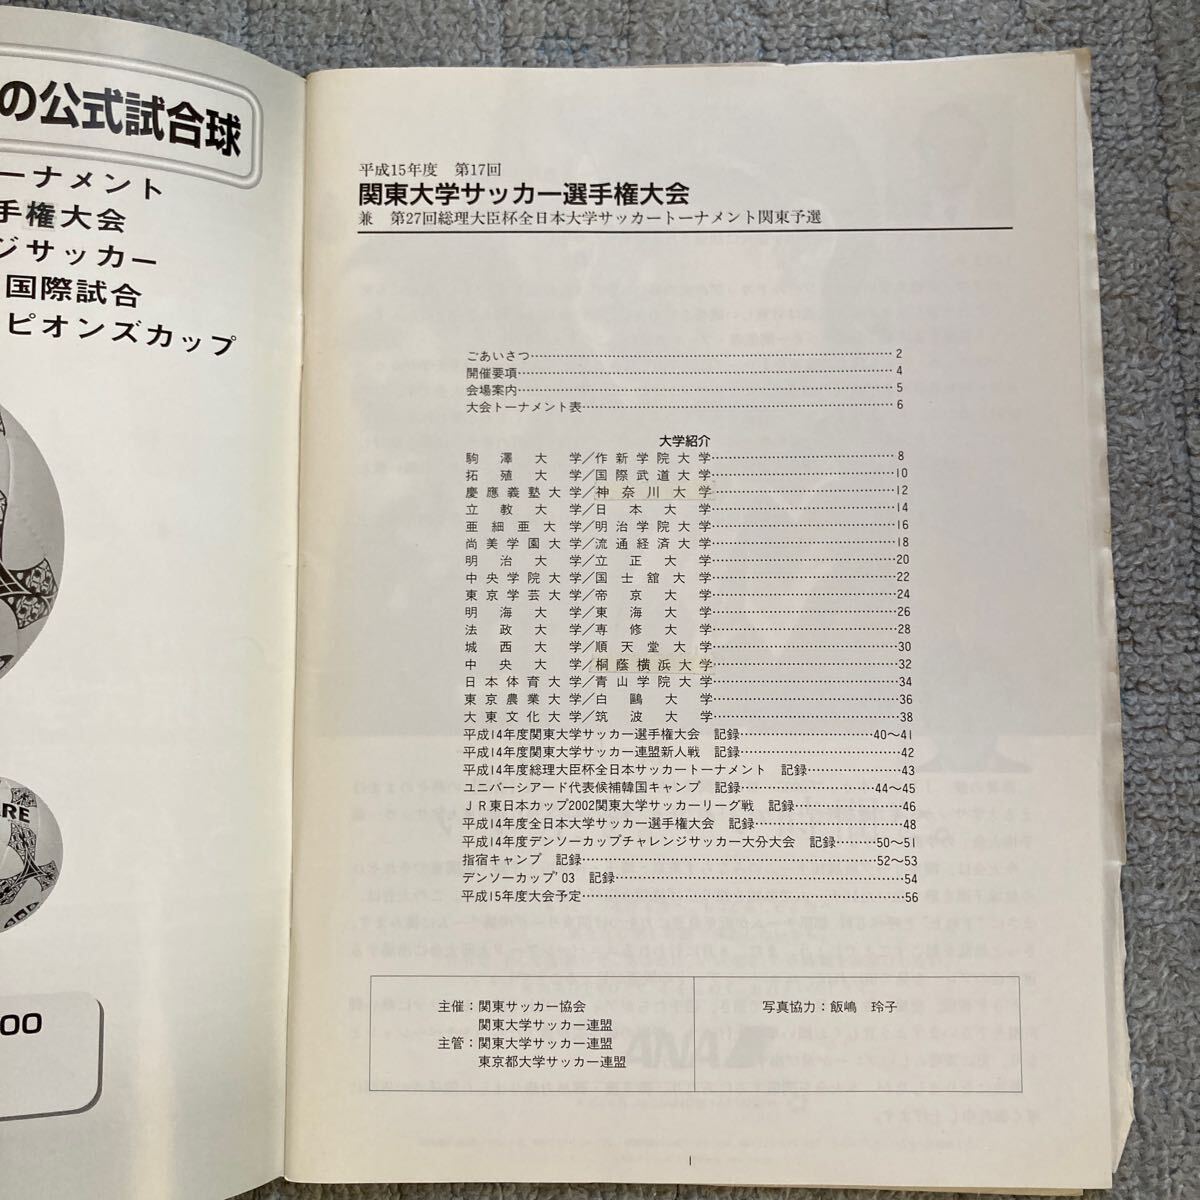 の公式試合球
ーナメント
手権大会
ジサッカー
国際試合
ピオンズカップ
ARE
00
平成15年度　第17回
関東大学サッカー選手権大会
兼　第27回総理大臣杯全日本大学サッカートーナメント関東予選
ごあいさつ……………………………………………… 2
開催要項………………………………………………… 4
会場案内………………………………………………… 5
大会トーナメント表…………………………………… 6
大学紹介
駒澤大学／作新学院大学……………………… 8
拓殖大学／国際武道大学………………………10
慶應義塾大学／神奈川大学………………………12
立教大学／日本大学………………………14
亜細亜大学／明治学院大学………………………16
尚美学園大学／流通経済大学………………………18
明治大学／立正大学………………………20
中央学院大学／国士舘大学………………………22
東京学芸大学／帝京大学………………………24
明海大学／東海大学………………………26
法政大学／専修大学………………………28
城西大学／順天堂大学………………………30
中央大学／桐蔭横浜大学………………………32
日本体育大学／青山学院大学………………………34
東京農業大学／白鷗大学………………………36
大東文化大学／筑波大学………………………38
平成14年度関東大学サッカー選手権大会　記録………………40～41
平成14年度関東大学サッカー連盟新人戦　記録…………………42
平成14年度総理大臣杯全日本サッカートーナメント　記録…………43
ユニバーシアード代表候補韓国キャンプ　記録………………44～45
ＪＲ東日本カップ2002関東大学サッカーリーグ戦　記録……………46
平成14年度全日本大学サッカー選手権大会　記録…………………48
平成14年度デンソーカップチャレンジサッカー大分大会　記録………50～51
指宿キャンプ　記録……………………………………52～53
デンソーカップ'03　記録……………………………………54
平成15年度大会予定…………………………………………56
主催：関東サッカー協会
関東大学サッカー連盟
主管：関東大学サッカー連盟
東京都大学サッカー連盟
写真協力：飯嶋　玲子
1